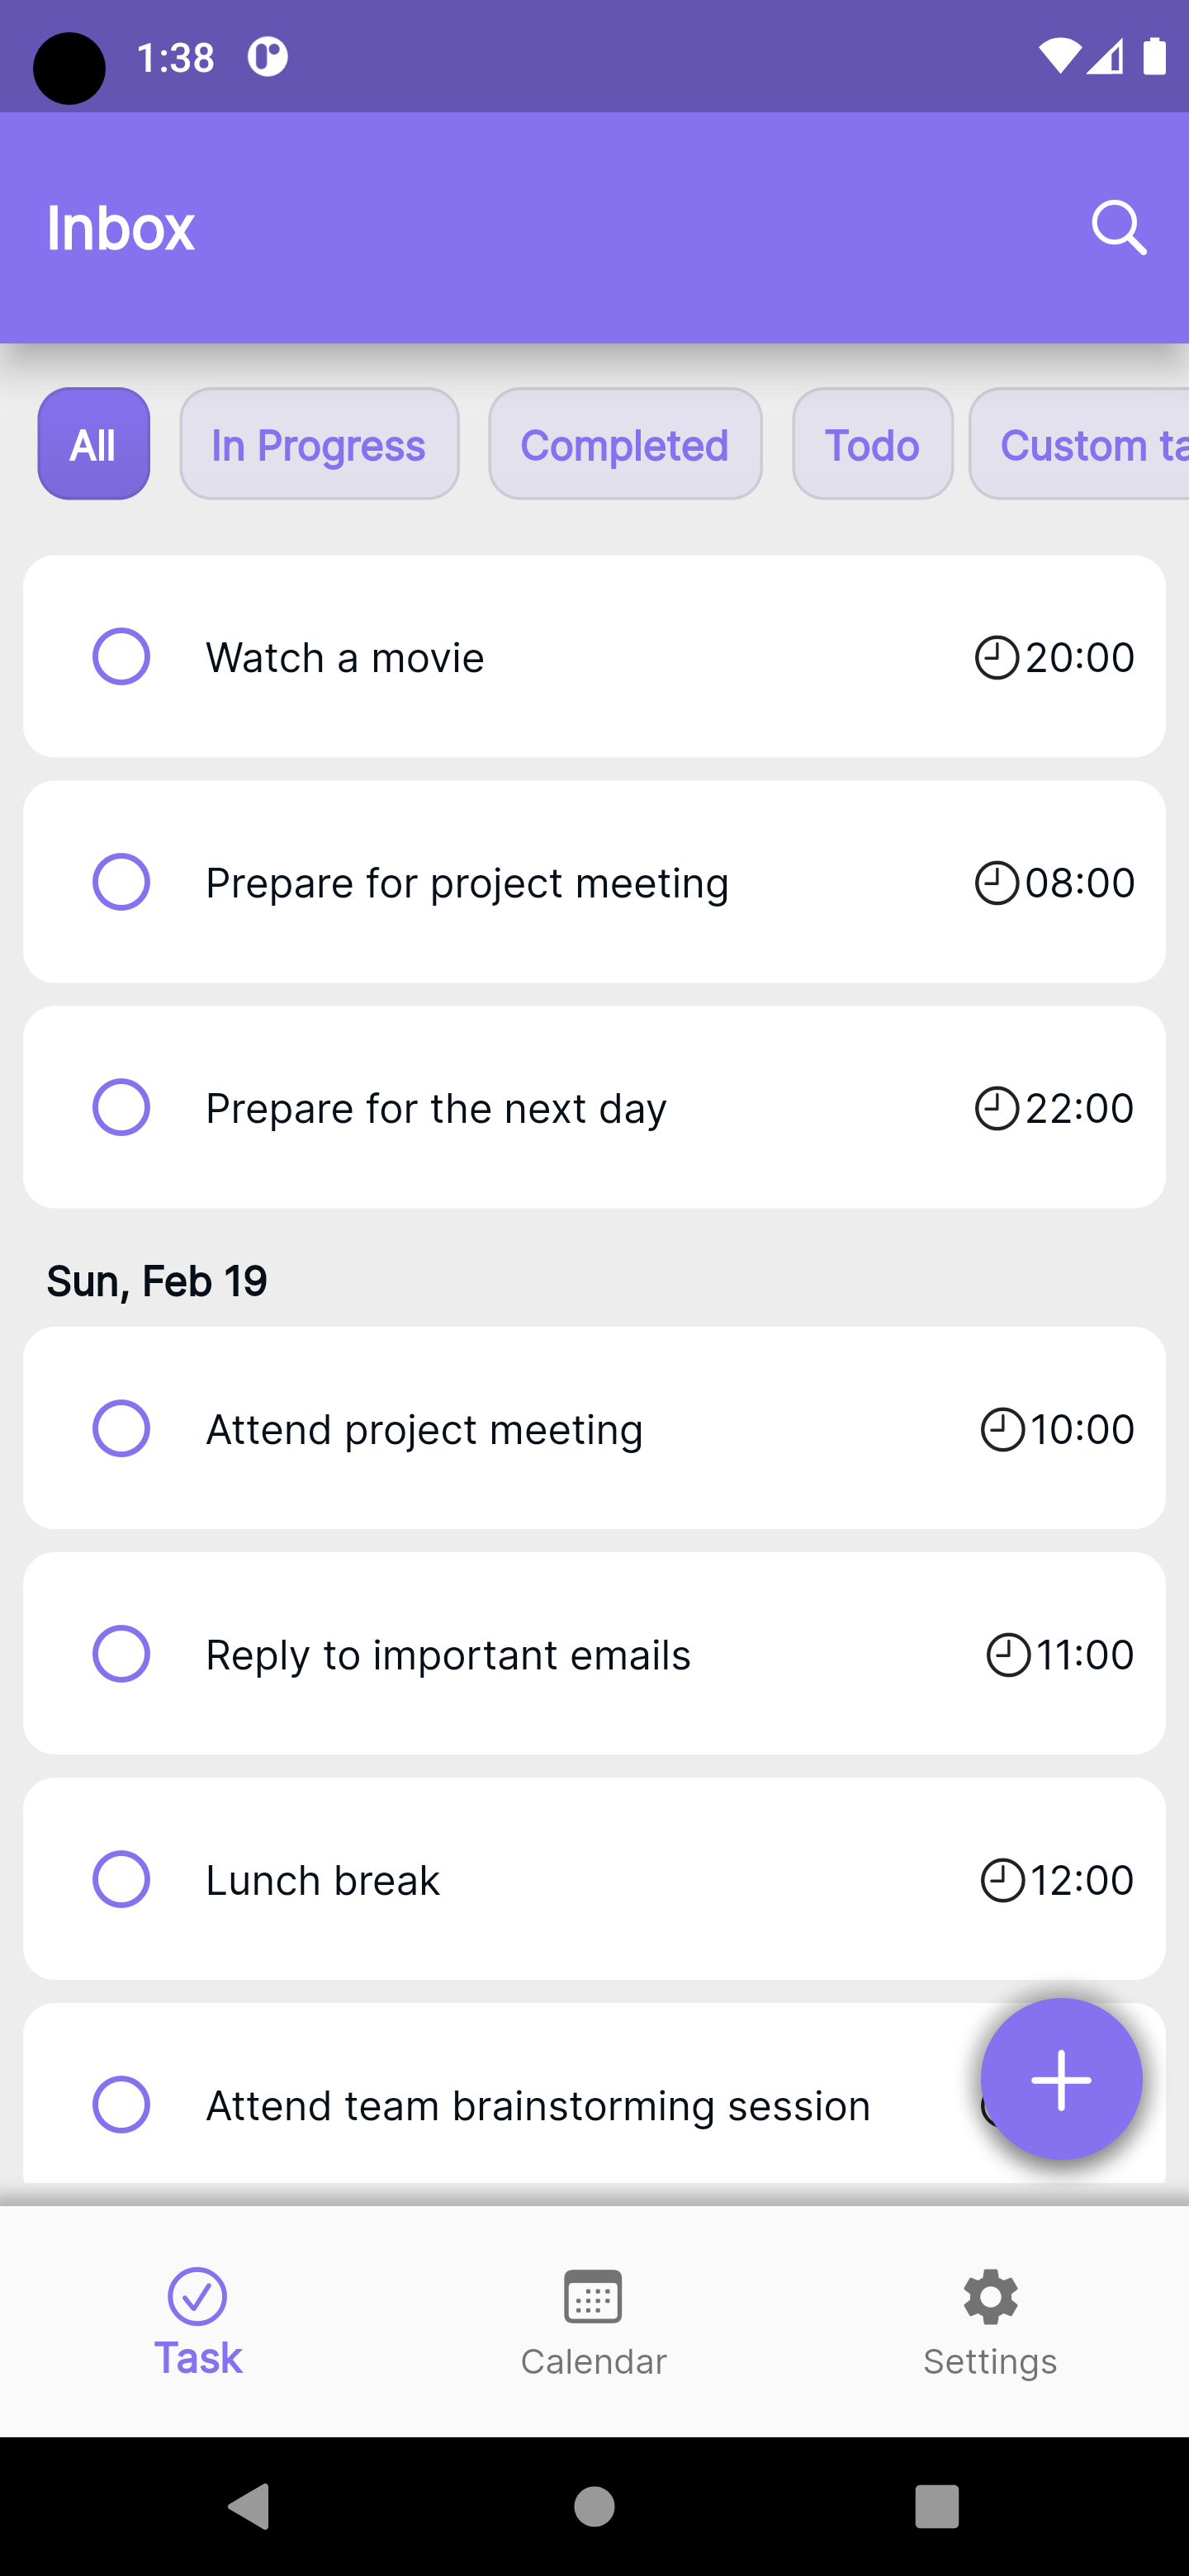 1:38
Inbox
All
In Progress
Completed
Todo
Custom ta
Watch a movie
20:00
Prepare for project meeting
08:00
Prepare for the next day
22:00
Sun, Feb 19
Attend project meeting
10:00
Reply to important emails
11:00
Lunch break
12:00
Attend team brainstorming session
Task
Calendar
Settings